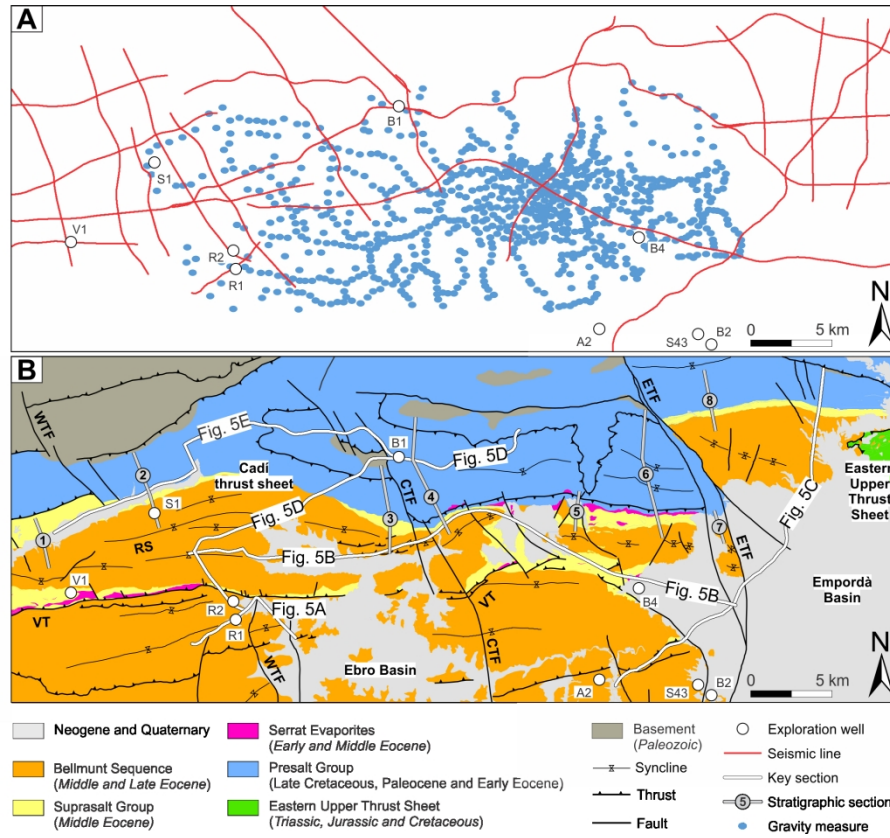 A
B1
S1
V1
R2
R1
B4
A2
S43
B2
N
0 5 km
B
WTF
Fig. 5E
ETF
8
2
B1
Fig. 5D
Cadí
thrust sheet
S1
Fig. 5D
CTF
4
6
Fig. 5C
Eastern
Upper
Thrust
Sheet
1
3
5
7
RS
Fig. 5B
ETF
V1
VT
R2
Fig. 5A
R1
VT
B4
Fig. 5B
Empordà
Basin
WTF
Ebro Basin
CTF
A2
S43
B2
N
0 5 km
Neogene and Quaternary
Bellmunt Sequence
(Middle and Late Eocene)
Suprasalt Group
(Middle Eocene)
Serrat Evaporites
(Early and Middle Eocene)
Presalt Group
(Late Cretaceous, Paleocene and Early Eocene)
Eastern Upper Thrust Sheet
(Triassic, Jurassic and Cretaceous)
Basement
(Paleozoic)
Syncline
Thrust
Fault
Exploration well
Seismic line
Key section
5 Stratigraphic section
Gravity measure